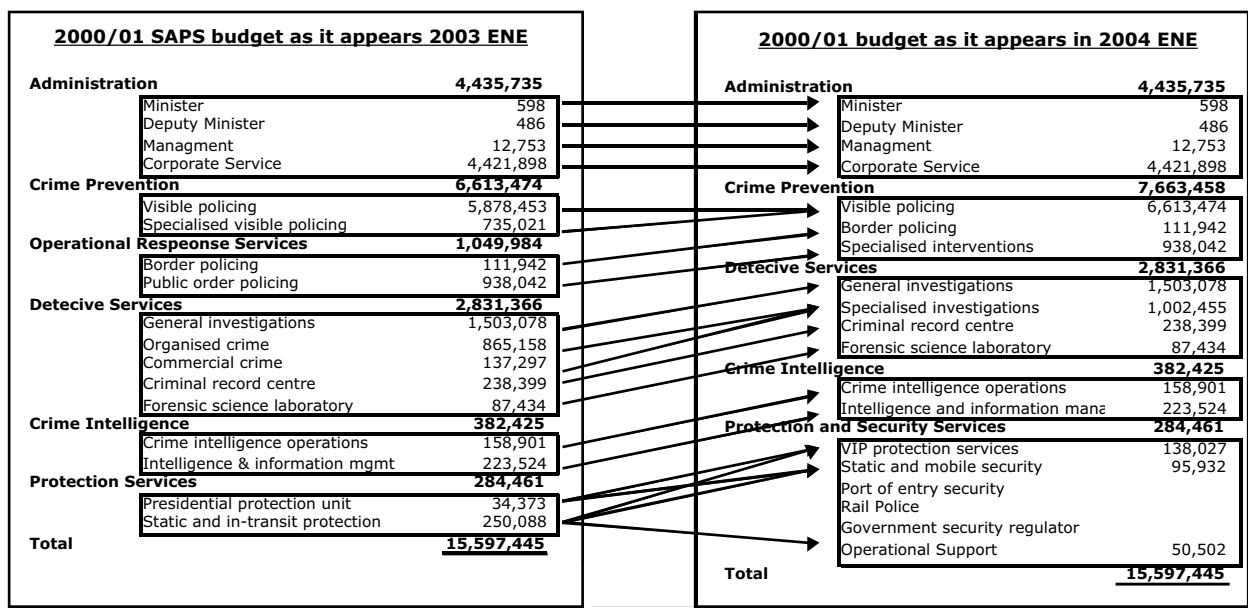 2000/01 SAPS budget as it appears 2003 ENE
Administration 4,435,735
Minister 598
Deputy Minister 486
Managment 12,753
Corporate Service 4,421,898
Crime Prevention 6,613,474
Visible policing 5,878,453
Specialised visible policing 735,021
Operational Respeonse Services 1,049,984
Border policing 111,942
Public order policing 938,042
Detecive Services 2,831,366
General investigations 1,503,078
Organised crime 865,158
Commercial crime 137,297
Criminal record centre 238,399
Forensic science laboratory 87,434
Crime Intelligence 382,425
Crime intelligence operations 158,901
Intelligence & information mgmt 223,524
Protection Services 284,461
Presidential protection unit 34,373
Static and in-transit protection 250,088
Total 15,597,445
2000/01 budget as it appears in 2004 ENE
Administration 4,435,735
Minister 598
Deputy Minister 486
Managment 12,753
Corporate Service 4,421,898
Crime Prevention 7,663,458
Visible policing 6,613,474
Border policing 111,942
Specialised interventions 938,042
Detecive Services 2,831,366
General investigations 1,503,078
Specialised investigations 1,002,455
Criminal record centre 238,399
Forensic science laboratory 87,434
Crime Intelligence 382,425
Crime intelligence operations 158,901
Intelligence and information mana 223,524
Protection and Security Services 284,461
VIP protection services 138,027
Static and mobile security 95,932
Port of entry security
Rail Police
Government security regulator
Operational Support 50,502
Total 15,597,445